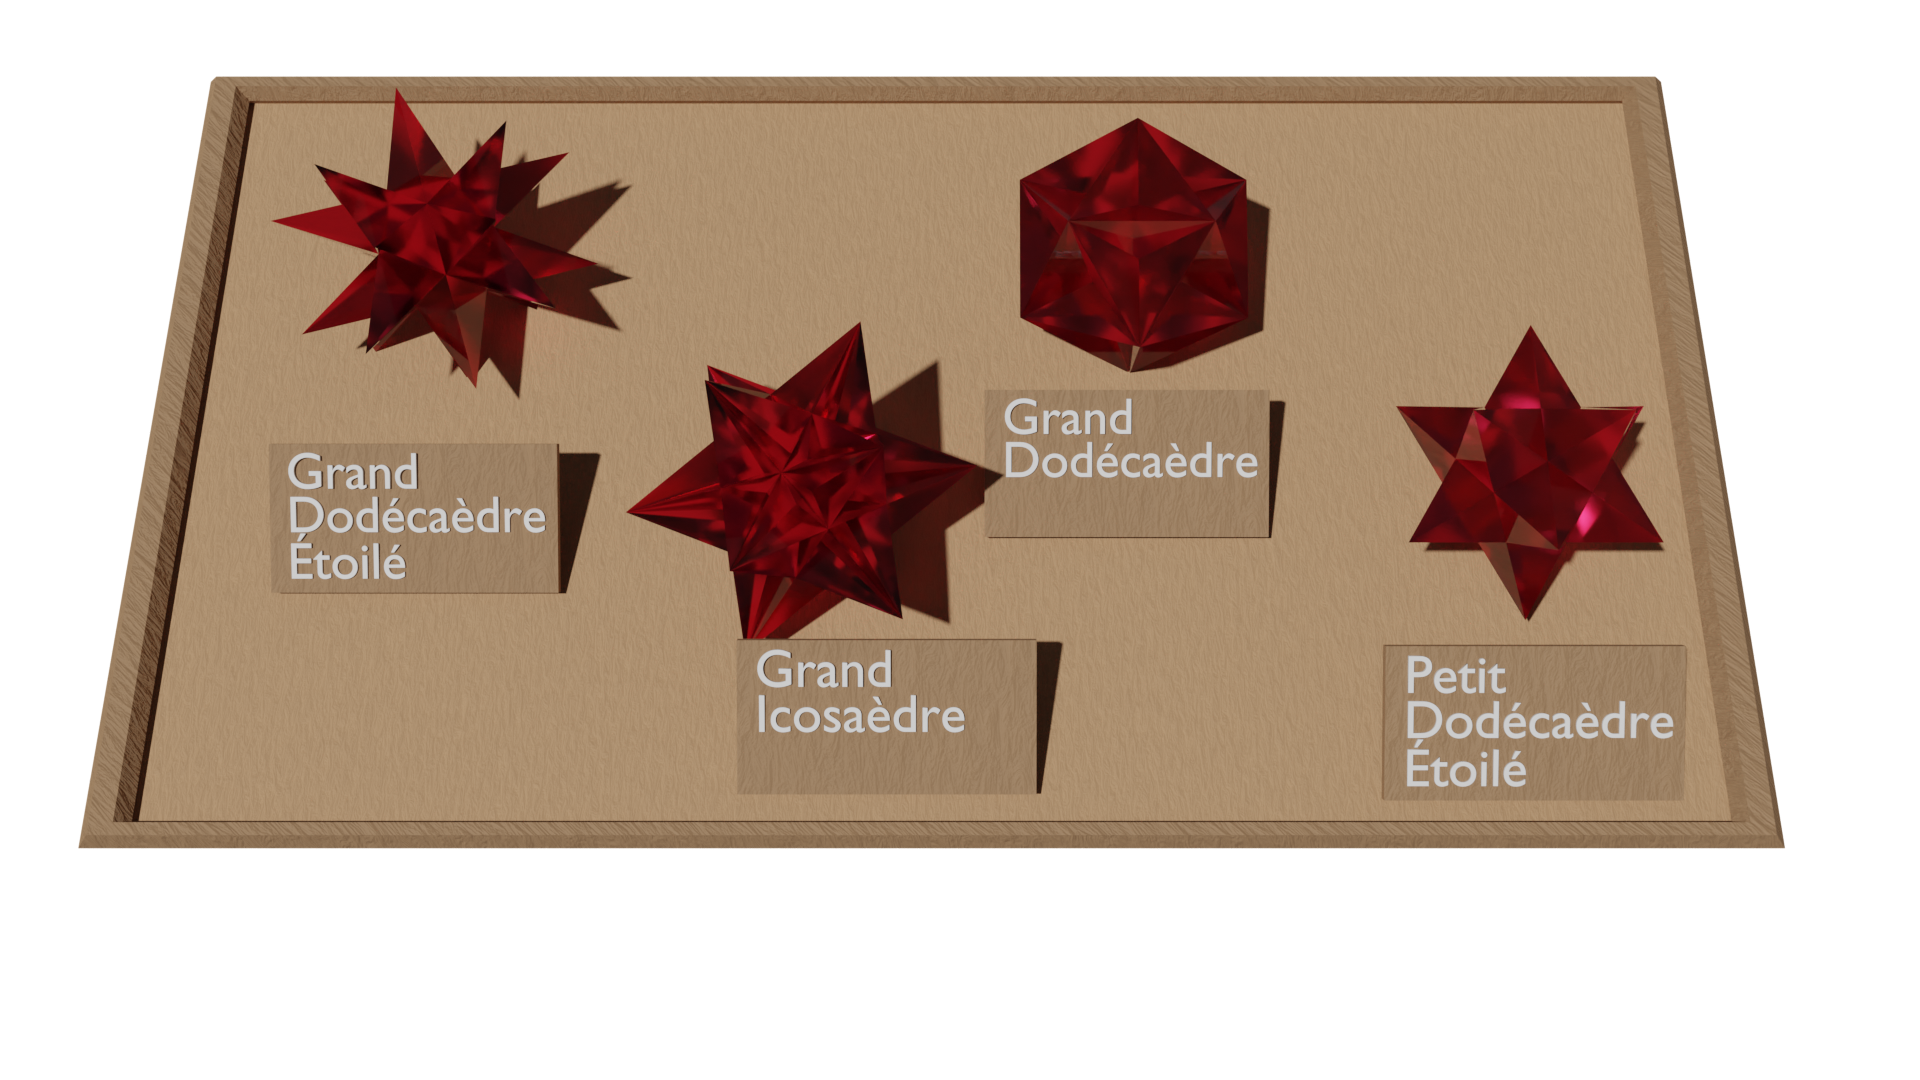 Grand
Dodécaèdre
Étoilé
Grand
Icosaèdre
Grand
Dodécaèdre
Petit
Dodécaèdre
Étoilé